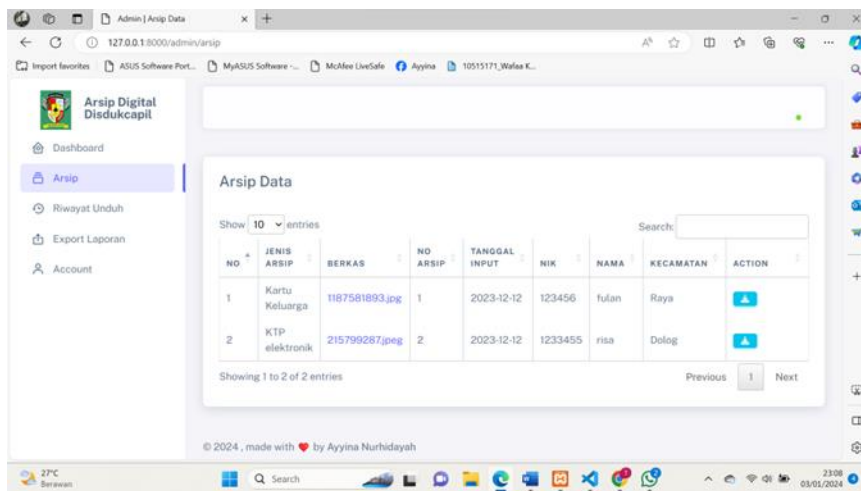 Admin | Arsip Data
127.0.0.1:8000/admin/arsip
Import favorites ASUS Software Port... MyASUS Software -... McAfee LiveSafe Ayyina 10515171_Wafaa K...
Arsip Digital
Disdukcapil
Dashboard
Arsip
Riwayat Unduh
Export Laporan
Account
Arsip Data
Show 10 entries Search:
NO JENIS ARSIP BERKAS NO ARSIP TANGGAL INPUT NIK NAMA KECAMATAN ACTION
1 Kartu Keluarga 1187581893.jpg 1 2023-12-12 123456 fulan Raya
2 KTP elektronik 215799287.jpeg 2 2023-12-12 1233455 risa Dolog
Showing 1 to 2 of 2 entries Previous 1 Next
© 2024 , made with ❤ by Ayyina Nurhidayah
27°C
Berawan
Search
23:08
03/01/2024